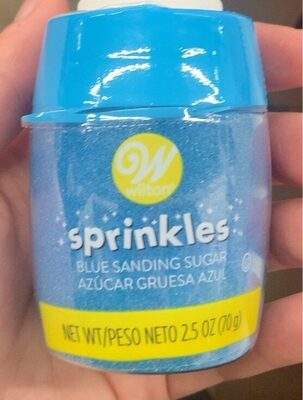 W
wilton
sprinkles
BLUE SANDING SUGAR
AZÚCAR GRUESA AZUL
NET WT/PESO NETO 2.5 OZ (70 g)